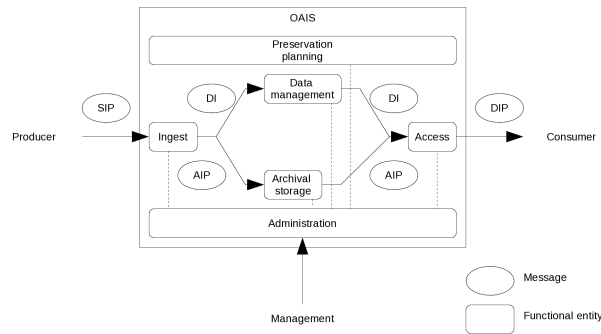 OAIS
Preservation
planning
SIP
DI
Data
management
DI
DIP
Producer
Ingest
Access
Consumer
AIP
Archival
storage
AIP
Administration
Message
Management
Functional entity